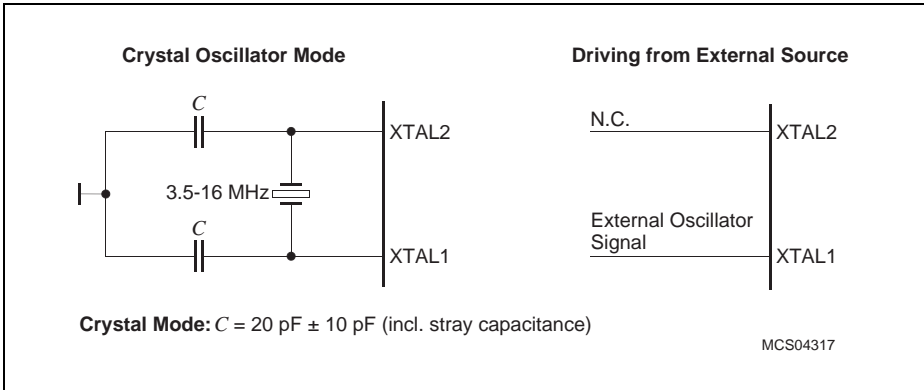 Crystal Oscillator Mode
Driving from External Source
C
XTAL2
N.C.
XTAL2
3.5-16 MHz
C
XTAL1
External Oscillator
Signal
XTAL1
Crystal Mode: C = 20 pF ± 10 pF (incl. stray capacitance)
MCS04317